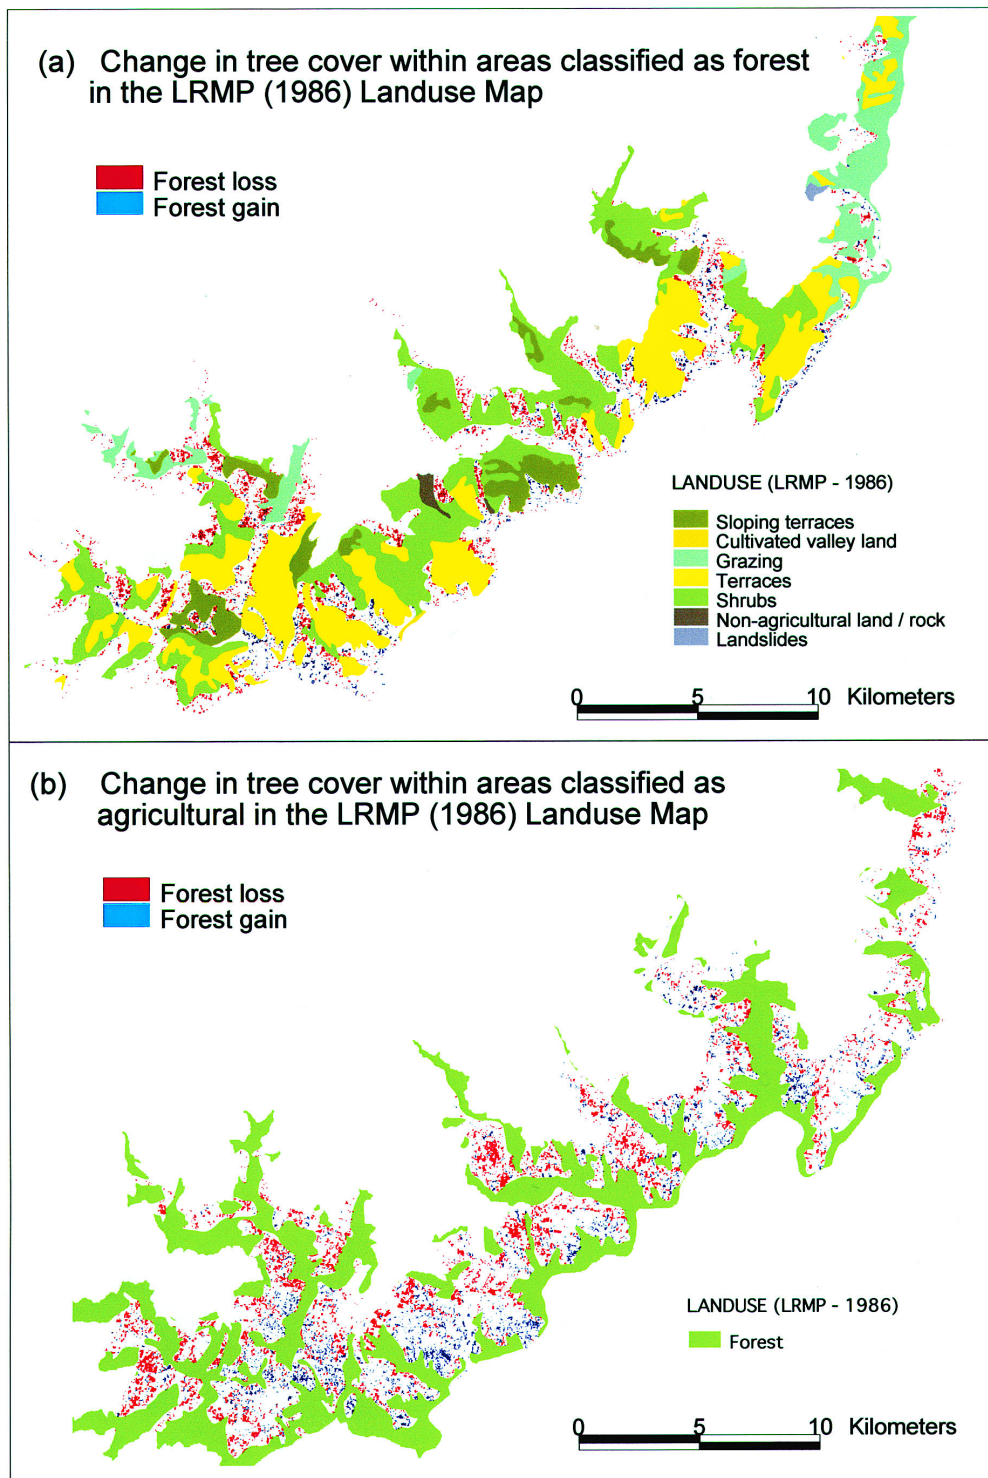 (a) Change in tree cover within areas classified as forest
in the LRMP (1986) Landuse Map
Forest loss
Forest gain
LANDUSE (LRMP - 1986)
Sloping terraces
Cultivated valley land
Grazing
Terraces
Shrubs
Non-agricultural land / rock
Landslides
0 5 10 Kilometers
(b) Change in tree cover within areas classified as
agricultural in the LRMP (1986) Landuse Map
Forest loss
Forest gain
LANDUSE (LRMP - 1986)
Forest
0 5 10 Kilometers